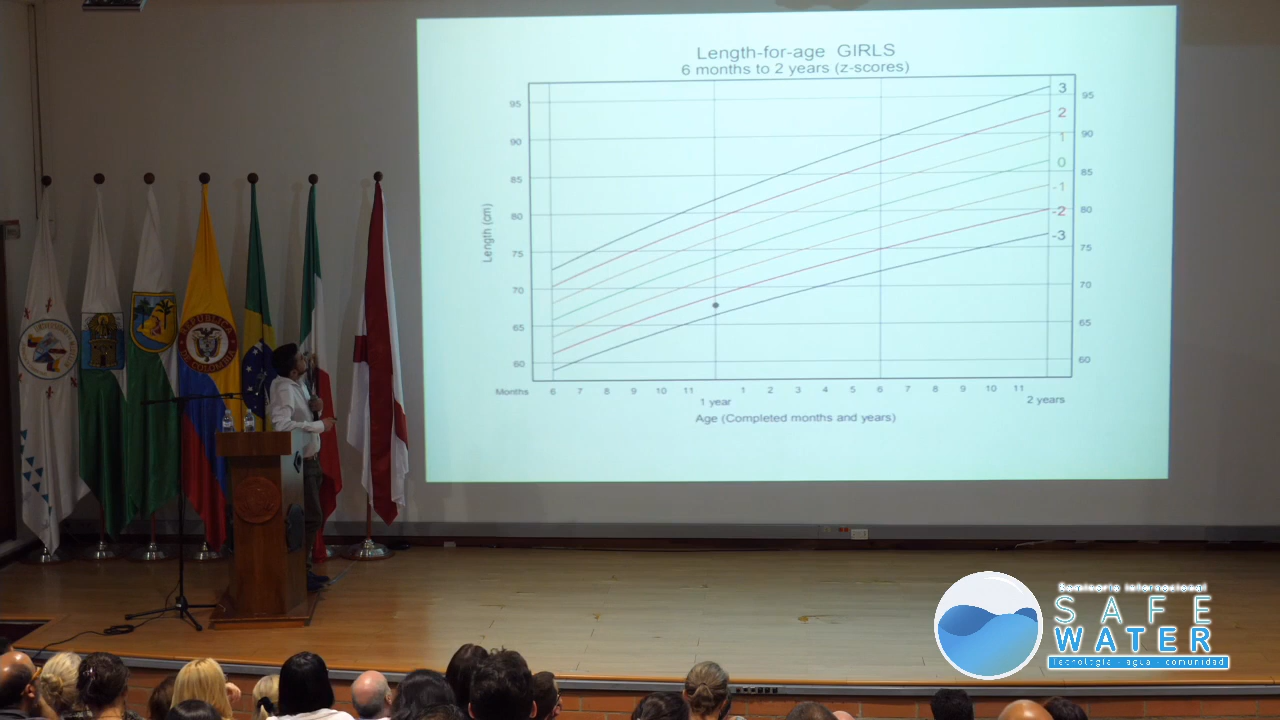 Length-for-age GIRLS
6 months to 2 years (z-scores)
95
90
85
80
75
70
65
60
Length (cm)
3
2
1
0
-1
-2
-3
95
90
85
80
75
70
65
60
Months 6 7 8 9 10 11 1 2 3 4 5 6 7 8 9 10 11
1 year 2 years
Age (Completed months and years)
REPUBLICA
DE COLOMBIA
Seminario internacional
SAFE
WATER
Tecnología - agua - comunidad